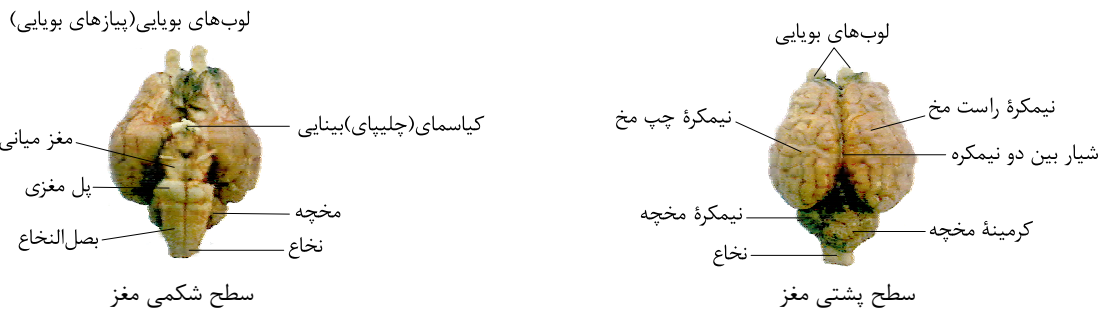 لوب‌های بویایی
نیمکرهٔ راست مخ
نیمکرهٔ چپ مخ
شیار بین دو نیمکره
نیمکرهٔ مخچه
کرمینهٔ مخچه
نخاع
سطح پشتی مغز
لوب‌های بویایی(پیازهای بویایی)
کیاسمای(چلیپای)بینایی
مغز میانی
پل مغزی
مخچه
بصل‌النخاع
نخاع
سطح شکمی مغز